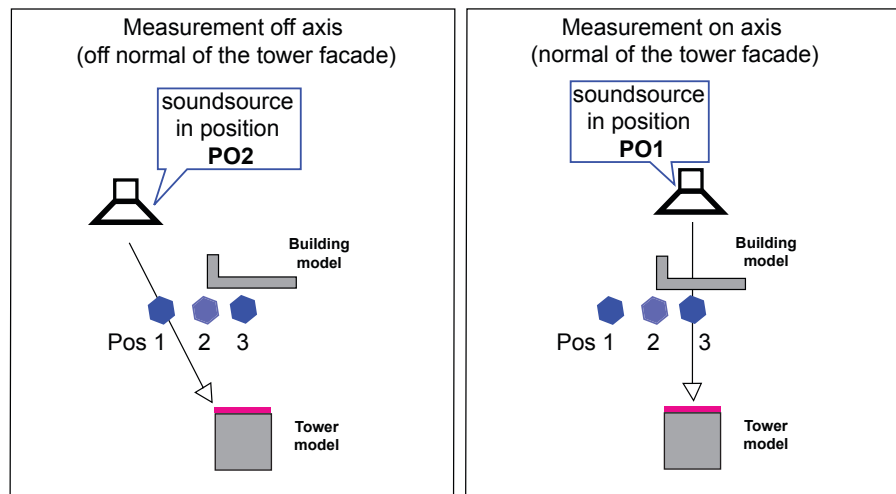 Measurement off axis
(off normal of the tower facade)
soundsource
in position
PO2
Building
model
Pos 1 2 3
Tower
model
Measurement on axis
(normal of the tower facade)
soundsource
in position
PO1
Building
model
Pos 1 2 3
Tower
model